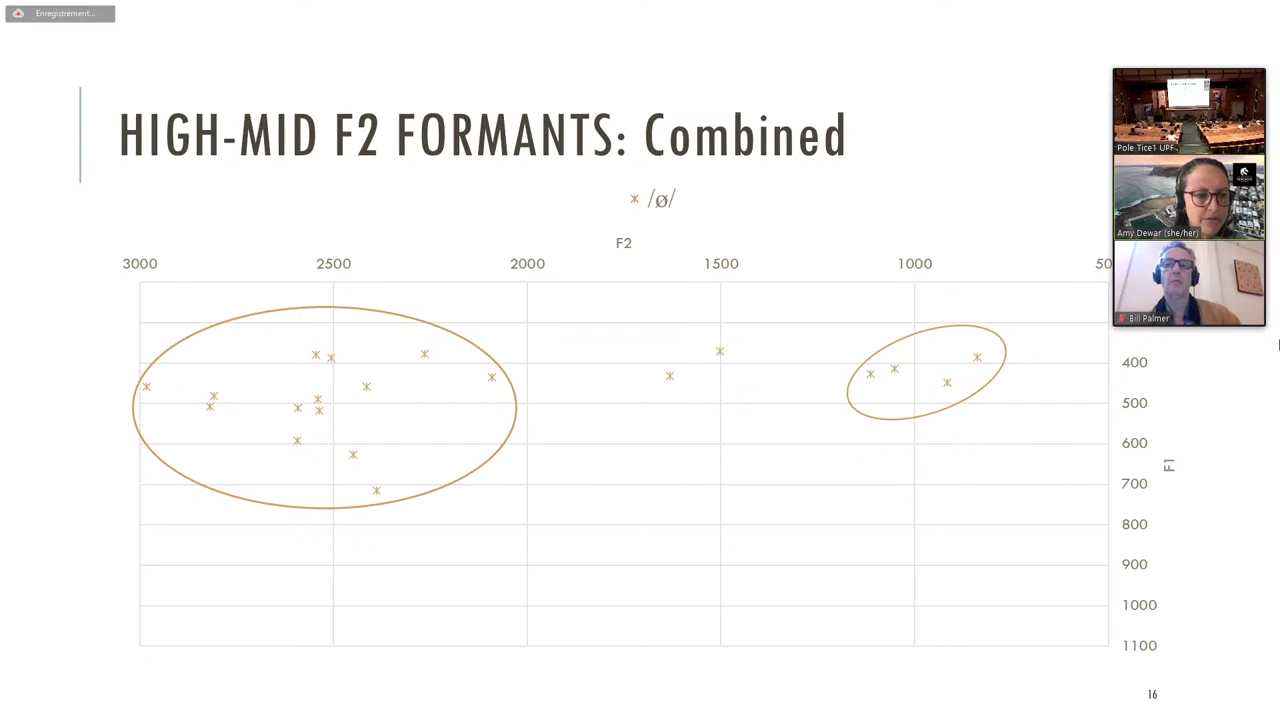 Enregistrement...
HIGH-MID F2 FORMANTS: Combined
/ø/
F2
3000 2500 2000 1500 1000 50
400
500
600
700
800
900
1000
1100
F1
Pole Tice1 UPF
Amy Dewar (she/her)
Bill Palmer
16